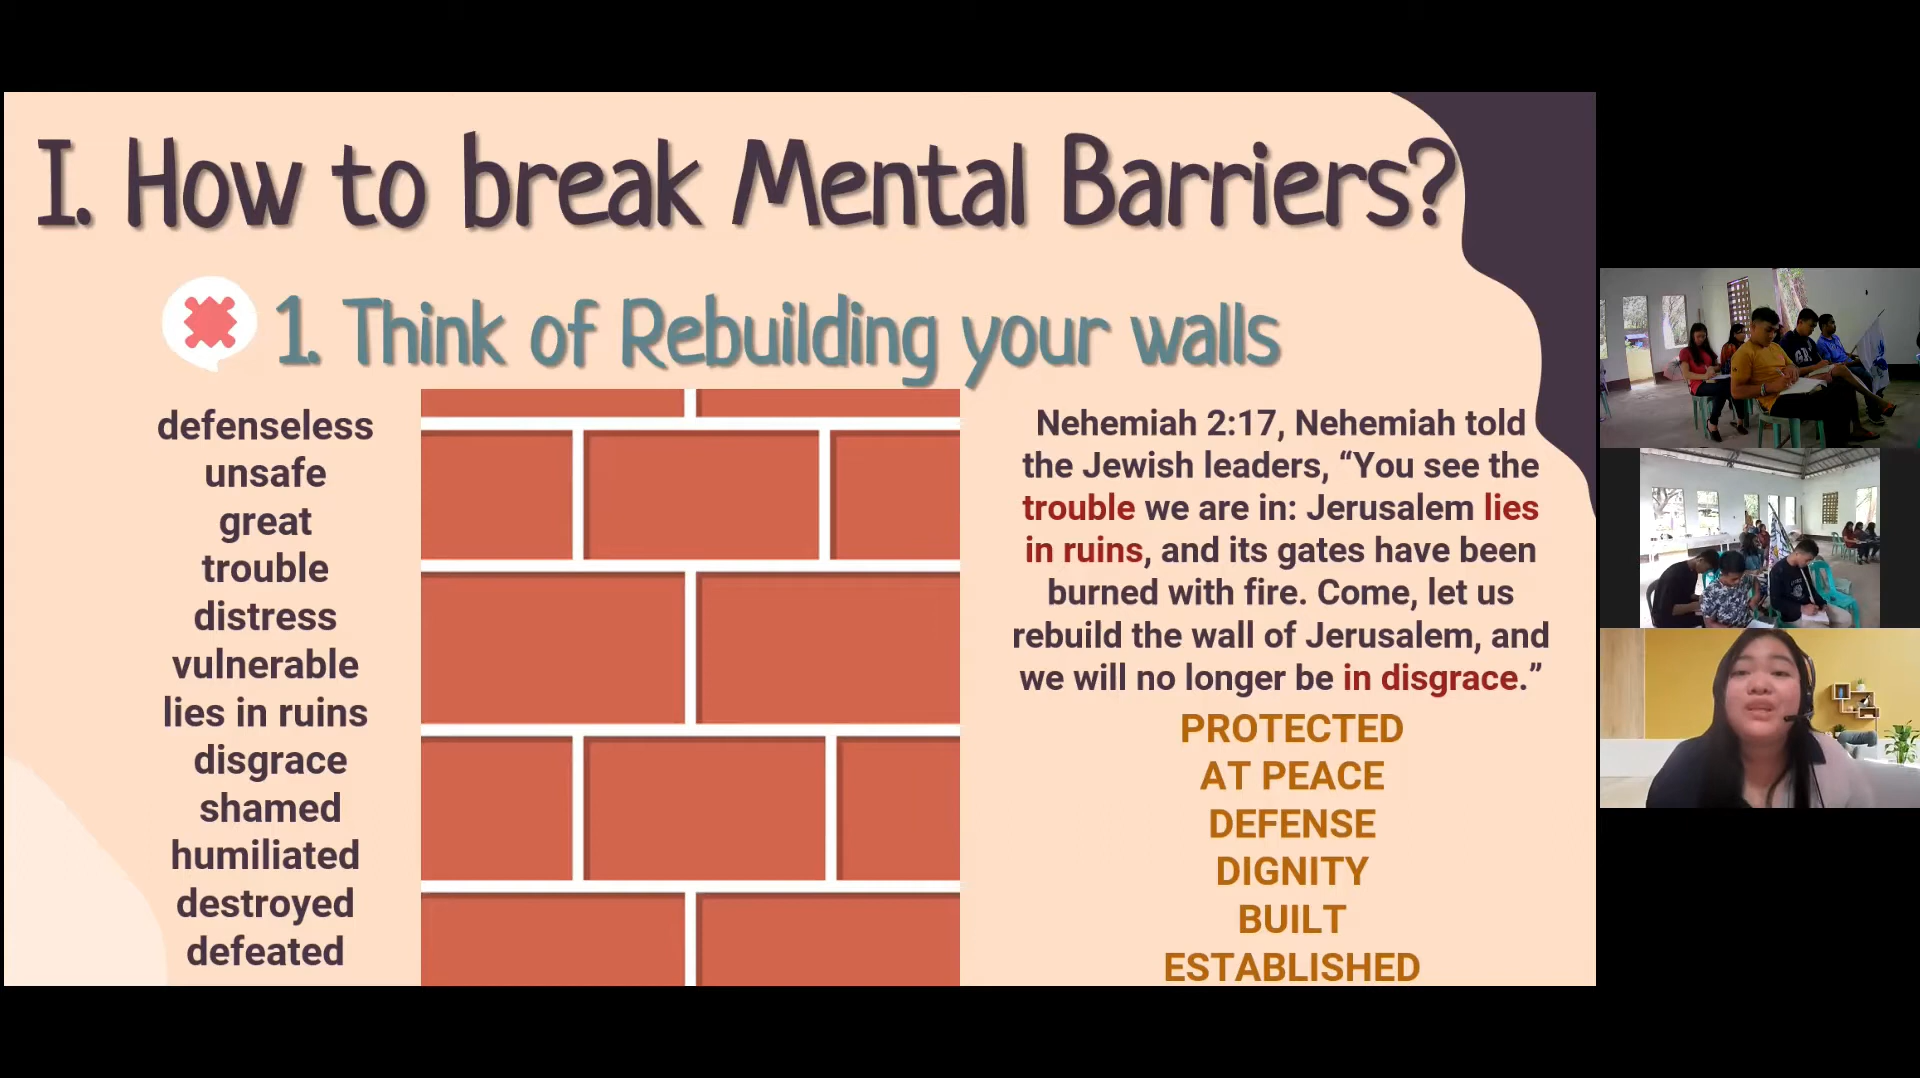 I. How to break Mental Barriers?
1. Think of Rebuilding your walls
defenseless
unsafe
great
trouble
distress
vulnerable
lies in ruins
disgrace
shamed
humiliated
destroyed
defeated
Nehemiah 2:17, Nehemiah told
the Jewish leaders, “You see the
trouble we are in: Jerusalem lies
in ruins, and its gates have been
burned with fire. Come, let us
rebuild the wall of Jerusalem, and
we will no longer be in disgrace.”
PROTECTED
AT PEACE
DEFENSE
DIGNITY
BUILT
ESTABLISHED